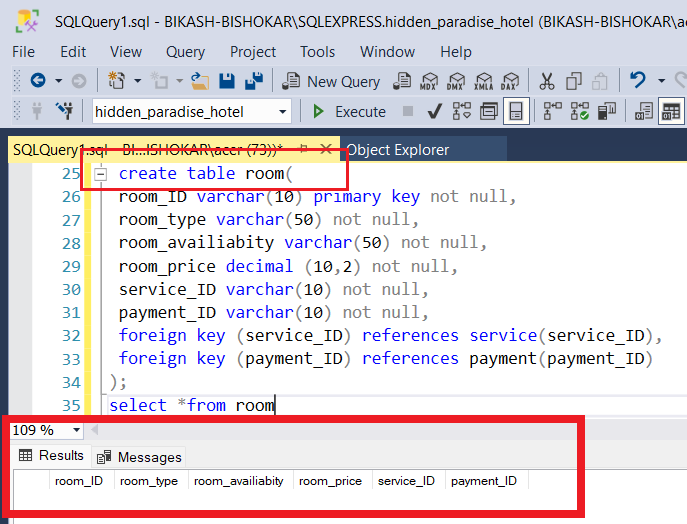 SQLQuery1.sql - BIKASH-BISHOKAR\SQLEXPRESS.hidden_paradise_hotel (BIKASH-BISHOKAR\ac
File Edit View Query Project Tools Window Help
New Query MDX DMX XMLA DAX
hidden_paradise_hotel Execute
SQLQuery1.sql - BI...ISHOKAR\acer (73))* Object Explorer
25 create table room(
26 room_ID varchar(10) primary key not null,
27 room_type varchar(50) not null,
28 room_availiabity varchar(50) not null,
29 room_price decimal (10,2) not null,
30 service_ID varchar(10) not null,
31 payment_ID varchar(10) not null,
32 foreign key (service_ID) references service(service_ID),
33 foreign key (payment_ID) references payment(payment_ID)
34 );
35 select *from room
109 %
Results Messages
room_ID room_type room_availiabity room_price service_ID payment_ID